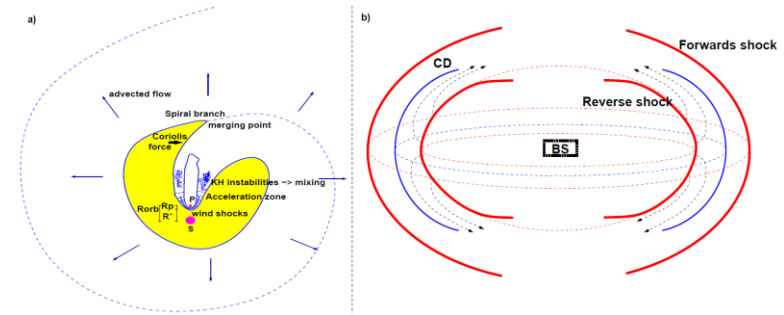 a)
advected flow
Spiral branch
merging point
Coriolis
force
KH instabilities −> mixing
Acceleration zone
P
Rorb
Rp
R*
wind shocks
S
b)
Forwards shock
CD
Reverse shock
BS